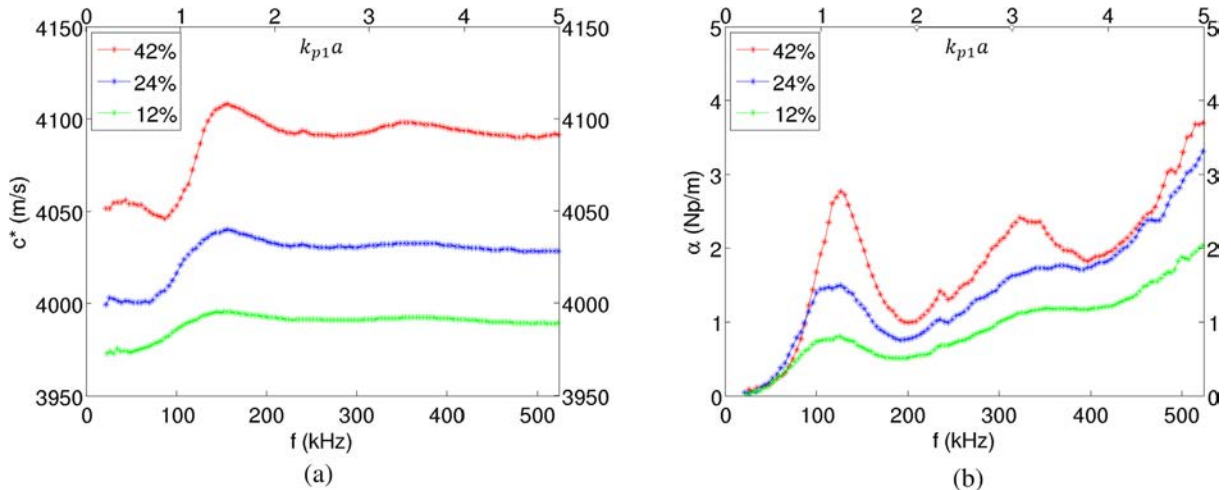 0 1 2 3 4 5
4150 4150
k_{p1}a
42%
24%
12%
4100 4100
c* (m/s)
4050 4050
4000 4000
3950 3950
0 100 200 300 400 500
f (kHz)
(a)
0 1 2 3 4 5
5 5
k_{p1}a
42%
24%
12%
4 4
3 3
α (Np/m)
2 2
1 1
0 0
0 100 200 300 400 500
f (kHz)
(b)